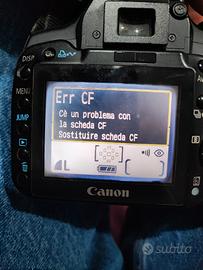 DISP.
MENU
JUMP
Err CF
C'è un problema con
la scheda CF
Sostituire scheda CF
L
Canon
subito